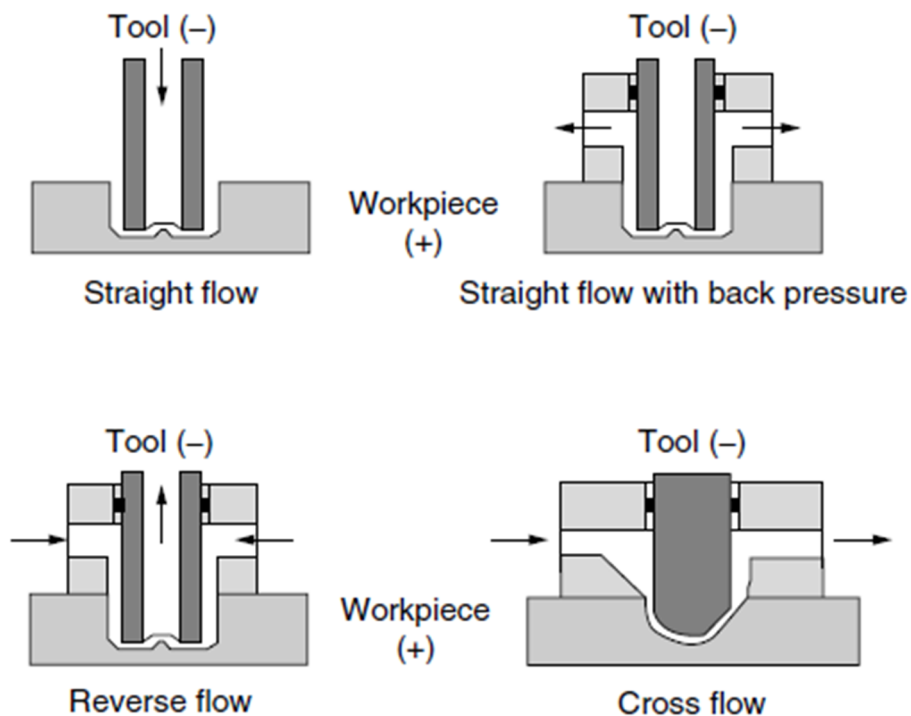 Tool (–)
Tool (–)
Workpiece
(+)
Straight flow
Straight flow with back pressure
Tool (–)
Tool (–)
Workpiece
(+)
Reverse flow
Cross flow